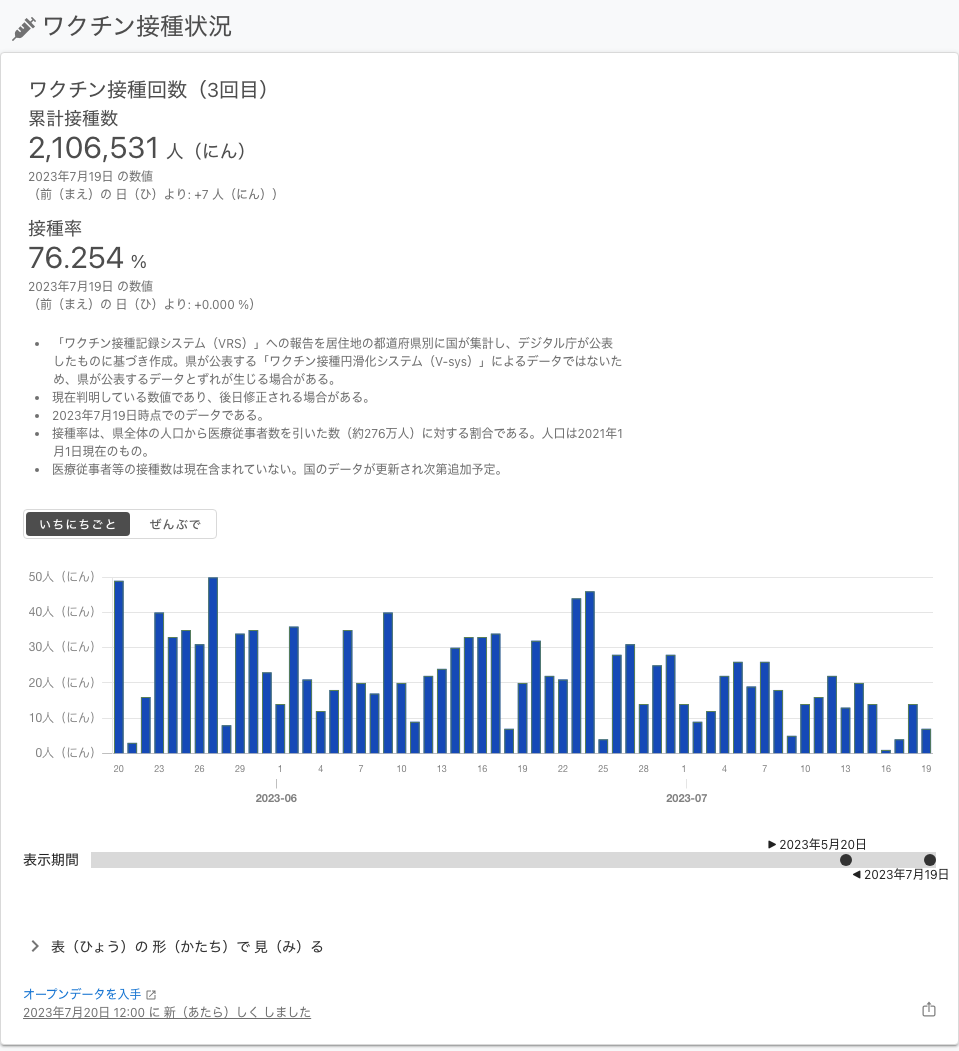 ワクチン接種状況
ワクチン接種回数（3回目）
累計接種数
2,106,531 人（にん）
2023年7月19日 の数値
（前（まえ）の 日（ひ）より: +7 人（にん））
接種率
76.254 %
2023年7月19日 の数値
（前（まえ）の 日（ひ）より: +0.000 %）
• 「ワクチン接種記録システム（VRS）」への報告を居住地の都道府県別に国が集計し、デジタル庁が公表
したものに基づき作成。県が公表する「ワクチン接種円滑化システム（V-sys）」によるデータではないた
め、県が公表するデータとずれが生じる場合がある。
• 現在判明している数値であり、後日修正される場合がある。
• 2023年7月19日時点でのデータである。
• 接種率は、県全体の人口から医療従事者数を引いた数（約276万人）に対する割合である。人口は2021年1
月1日現在のもの。
• 医療従事者等の接種数は現在含まれていない。国のデータが更新され次第追加予定。
いちにちごと ぜんぶで
50人（にん）
40人（にん）
30人（にん）
20人（にん）
10人（にん）
0人（にん）
20 23 26 29 1 4 7 10 13 16 19 22 25 28 1 4 7 10 13 16 19
2023-06 2023-07
2023年5月20日
表示期間
2023年7月19日
表（ひょう）の 形（かたち）で 見（み）る
オープンデータを入手
2023年7月20日 12:00 に 新（あたら）しく しました